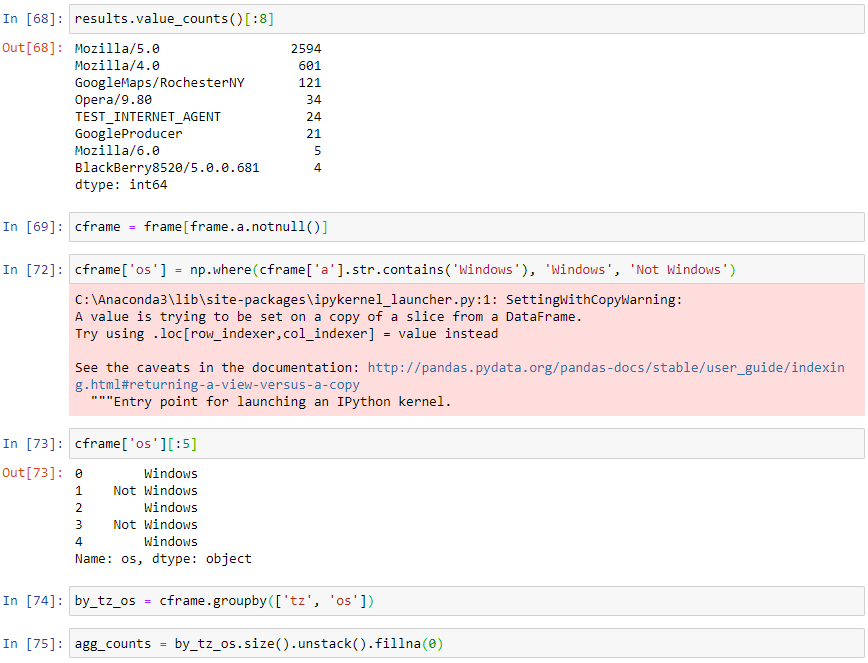 In [68]: results.value_counts()[:8]
Out[68]: Mozilla/5.0                 2594
Mozilla/4.0                  601
GoogleMaps/RochesterNY       121
Opera/9.80                    34
TEST_INTERNET_AGENT           24
GoogleProducer                21
Mozilla/6.0                    5
BlackBerry8520/5.0.0.681       4
dtype: int64
In [69]: cframe = frame[frame.a.notnull()]
In [72]: cframe['os'] = np.where(cframe['a'].str.contains('Windows'), 'Windows', 'Not Windows')
C:\Anaconda3\lib\site-packages\ipykernel_launcher.py:1: SettingWithCopyWarning:
A value is trying to be set on a copy of a slice from a DataFrame.
Try using .loc[row_indexer,col_indexer] = value instead
See the caveats in the documentation: http://pandas.pydata.org/pandas-docs/stable/user_guide/indexin
g.html#returning-a-view-versus-a-copy
"""Entry point for launching an IPython kernel.
In [73]: cframe['os'][:5]
Out[73]: 0        Windows
1    Not Windows
2        Windows
3    Not Windows
4        Windows
Name: os, dtype: object
In [74]: by_tz_os = cframe.groupby(['tz', 'os'])
In [75]: agg_counts = by_tz_os.size().unstack().fillna(0)